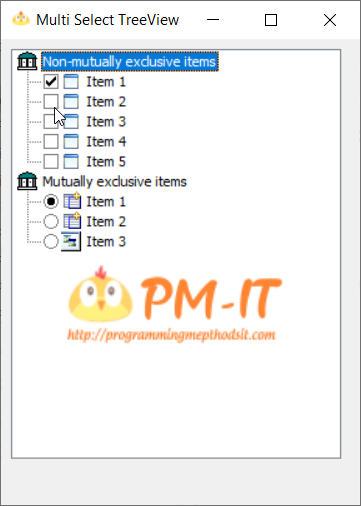 Multi Select TreeView
Non-mutually exclusive items
Item 1
Item 2
Item 3
Item 4
Item 5
Mutually exclusive items
Item 1
Item 2
Item 3
PM-IT
http://programmingmepthodsit.com/